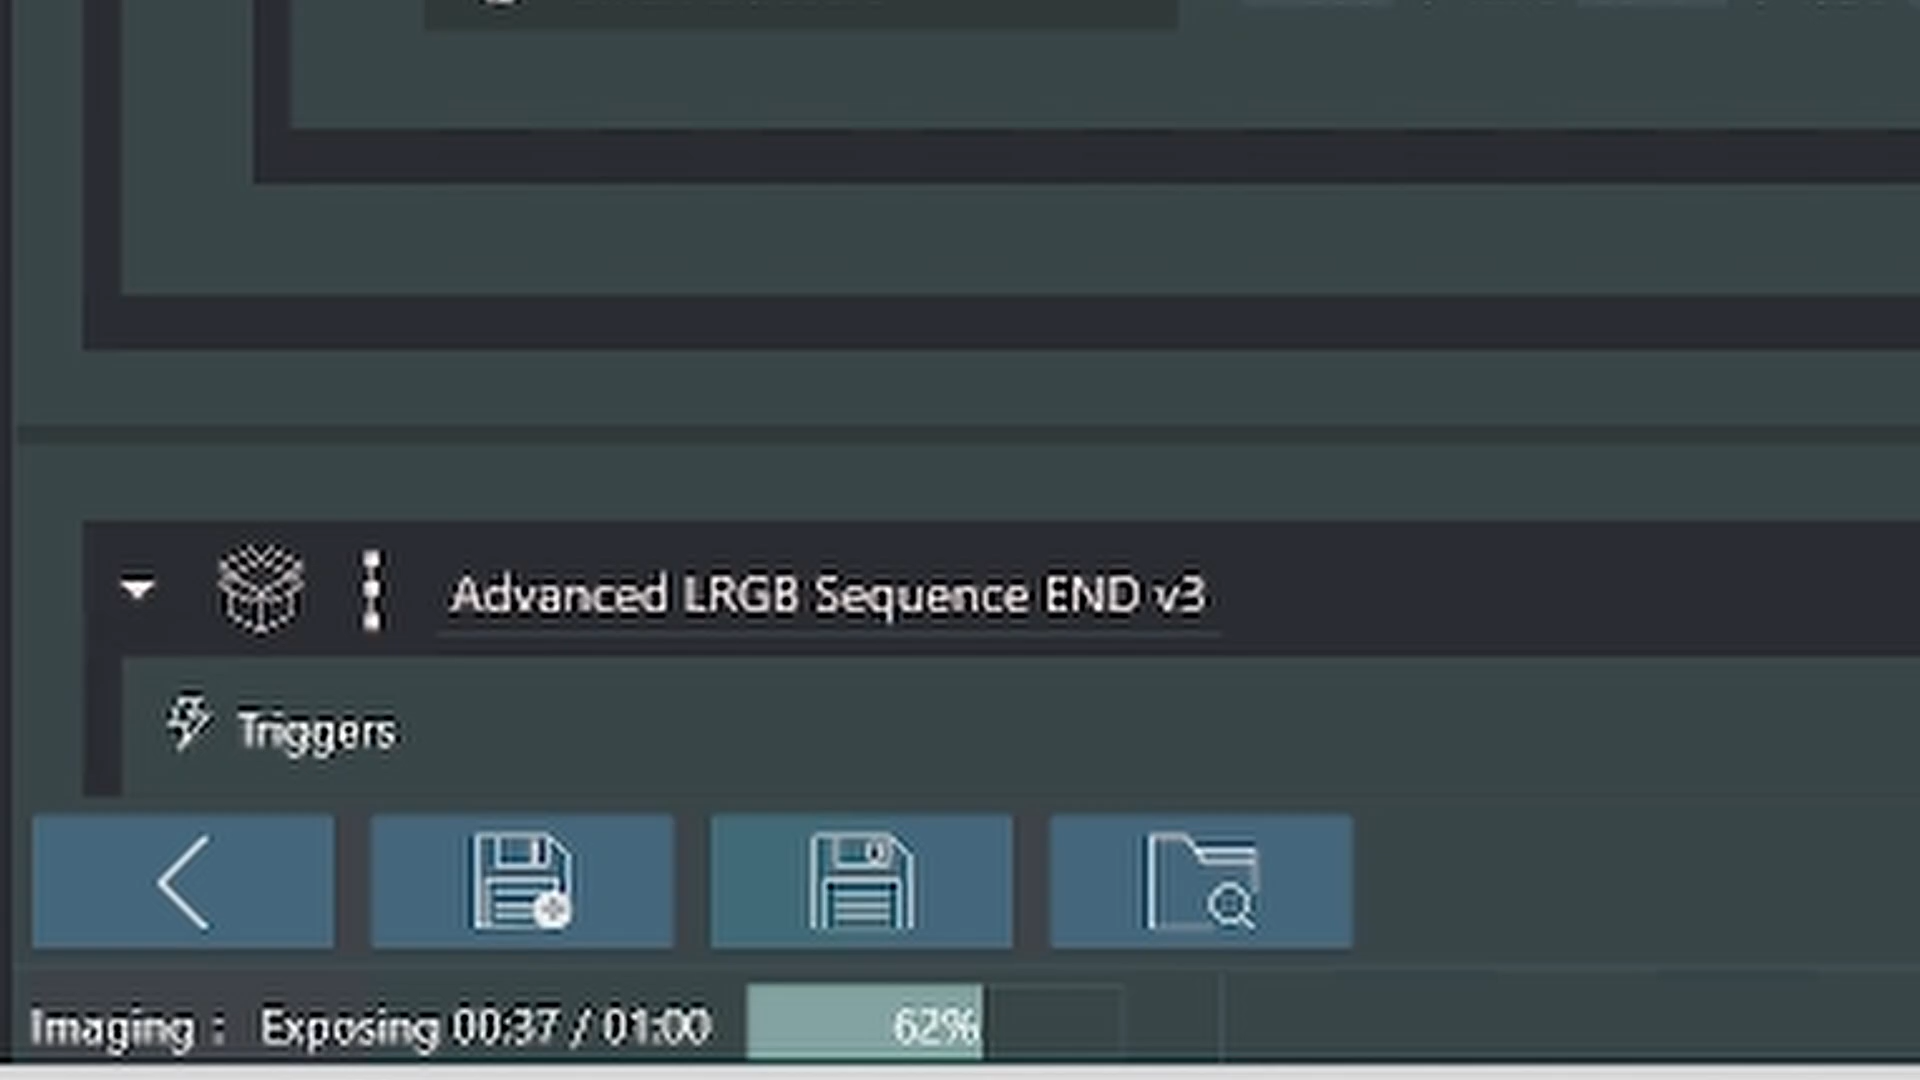 Advanced LRGB Sequence END v3
Triggers
Imaging : Exposing 00:37 / 01:00 62%